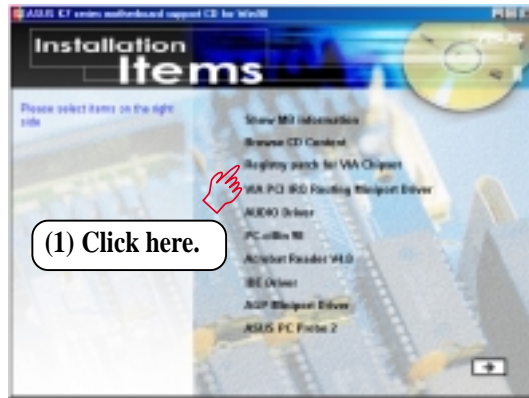 ASUS K7 series motherboard support CD for Win98
Installation
Items
Please select items on the right
side
Show MB information
Browse CD Content
Registry patch for VIA Chipset
VIA PCI IRQ Routing Miniport Driver
AUDIO Driver
PC-cillin 98
Acrobat Reader V4.0
IDE Driver
AGP Miniport Driver
ASUS PC Probe 2
(1) Click here.